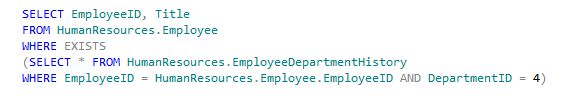 SELECT EmployeeID, Title
FROM HumanResources.Employee
WHERE EXISTS
(SELECT * FROM HumanResources.EmployeeDepartmentHistory
WHERE EmployeeID = HumanResources.Employee.EmployeeID AND DepartmentID = 4)